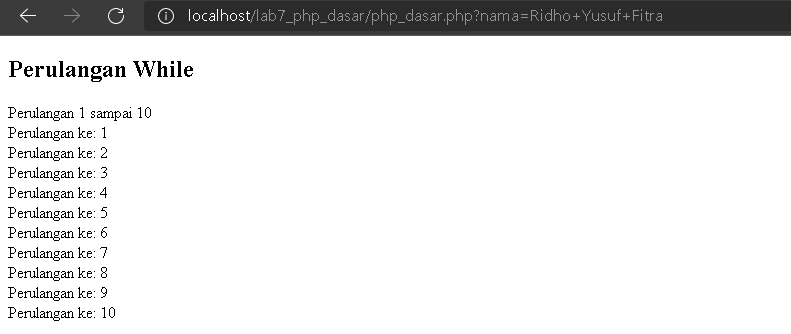 localhost/lab7_php_dasar/php_dasar.php?nama=Ridho+Yusuf+Fitra
Perulangan While
Perulangan 1 sampai 10
Perulangan ke: 1
Perulangan ke: 2
Perulangan ke: 3
Perulangan ke: 4
Perulangan ke: 5
Perulangan ke: 6
Perulangan ke: 7
Perulangan ke: 8
Perulangan ke: 9
Perulangan ke: 10